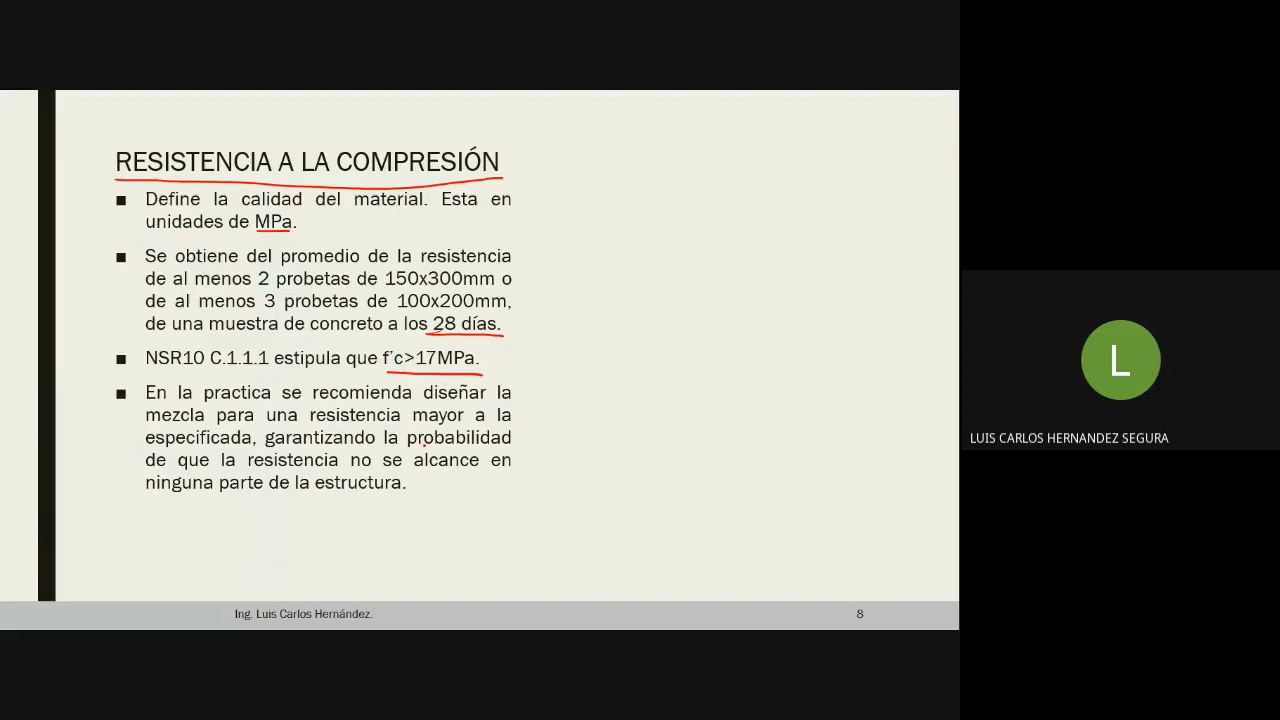 RESISTENCIA A LA COMPRESIÓN
■ Define la calidad del material. Esta en
unidades de MPa.
■ Se obtiene del promedio de la resistencia
de al menos 2 probetas de 150x300mm o
de al menos 3 probetas de 100x200mm,
de una muestra de concreto a los 28 días.
■ NSR10 C.1.1.1 estipula que f´c>17MPa.
■ En la practica se recomienda diseñar la
mezcla para una resistencia mayor a la
especificada, garantizando la probabilidad
de que la resistencia no se alcance en
ninguna parte de la estructura.
Ing. Luis Carlos Hernández.
8
L
LUIS CARLOS HERNANDEZ SEGURA